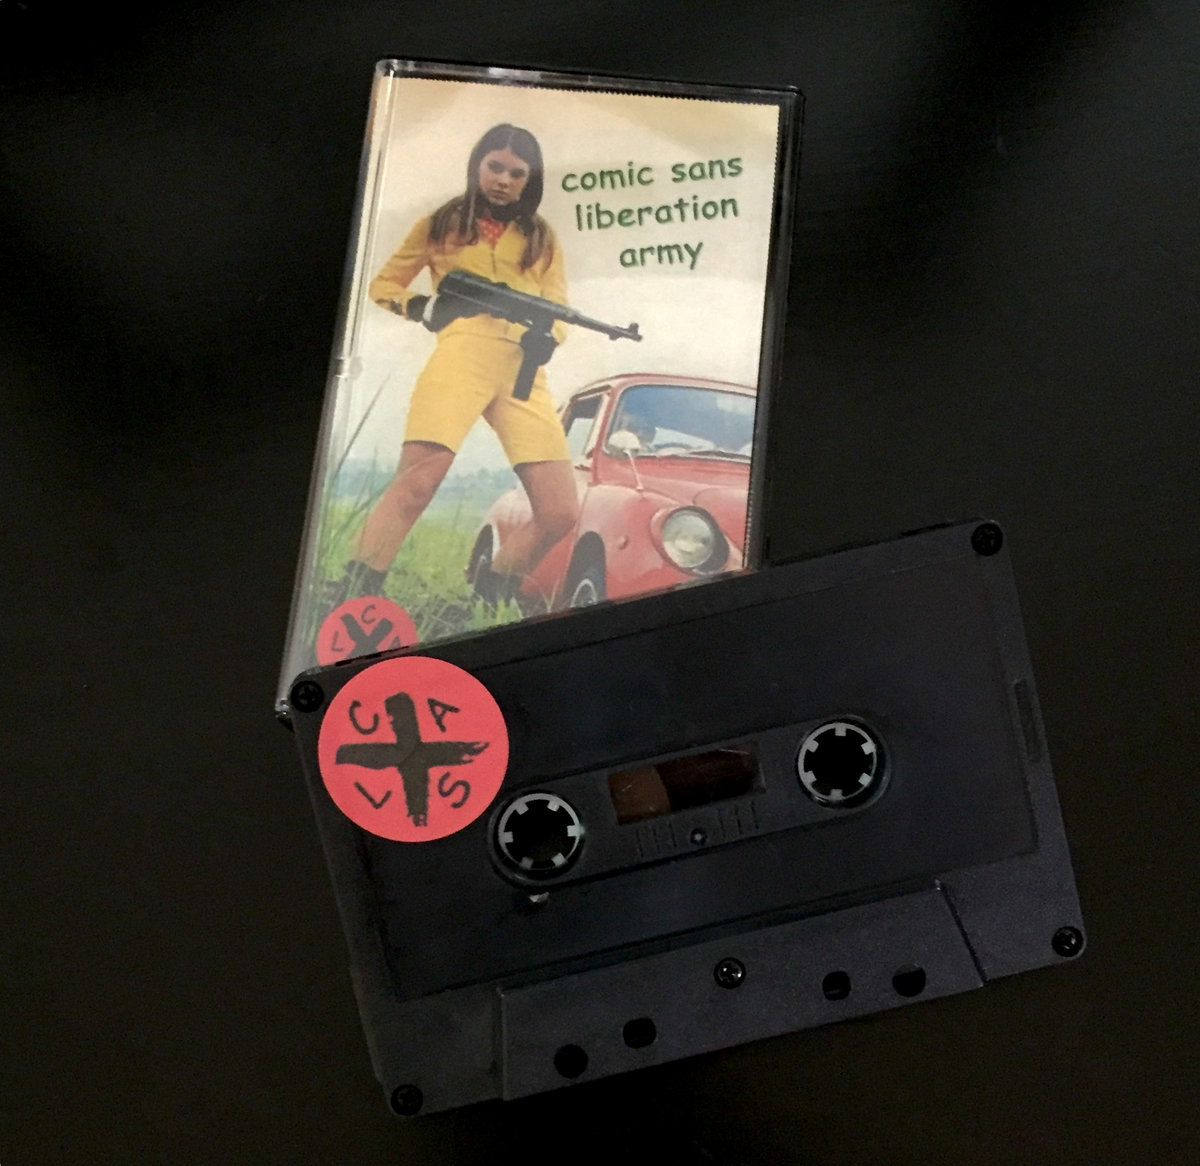 comic sans
liberation
army
L C A
C A
L S